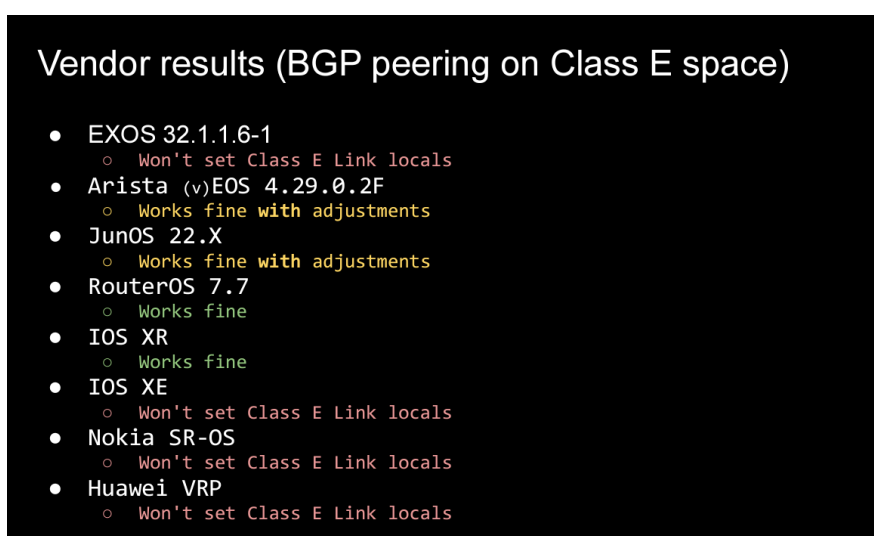 Vendor results (BGP peering on Class E space)
● EXOS 32.1.1.6-1
○ Won't set Class E Link locals
● Arista (v)EOS 4.29.0.2F
○ Works fine with adjustments
● JunOS 22.X
○ Works fine with adjustments
● RouterOS 7.7
○ Works fine
● IOS XR
○ Works fine
● IOS XE
○ Won't set Class E Link locals
● Nokia SR-OS
○ Won't set Class E Link locals
● Huawei VRP
○ Won't set Class E Link locals